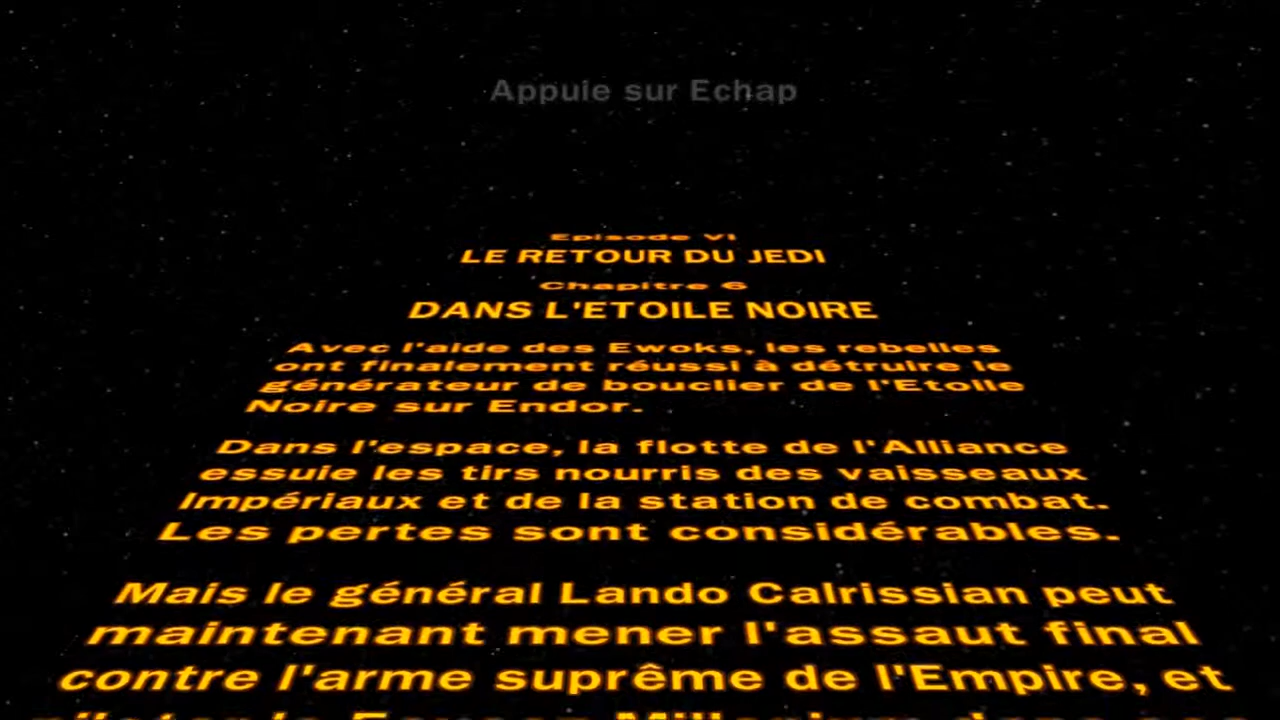 Appuie sur Echap
Episode VI
LE RETOUR DU JEDI
Chapitre 6
DANS L'ETOILE NOIRE
Avec l'aide des Ewoks, les rebelles
ont finalement réussi à détruire le
générateur de bouclier de l'Etoile
Noire sur Endor.
Dans l'espace, la flotte de l'Alliance
essuie les tirs nourris des vaisseaux
Impériaux et de la station de combat.
Les pertes sont considérables.
Mais le général Lando Calrissian peut
maintenant mener l'assaut final
contre l'arme suprême de l'Empire, et